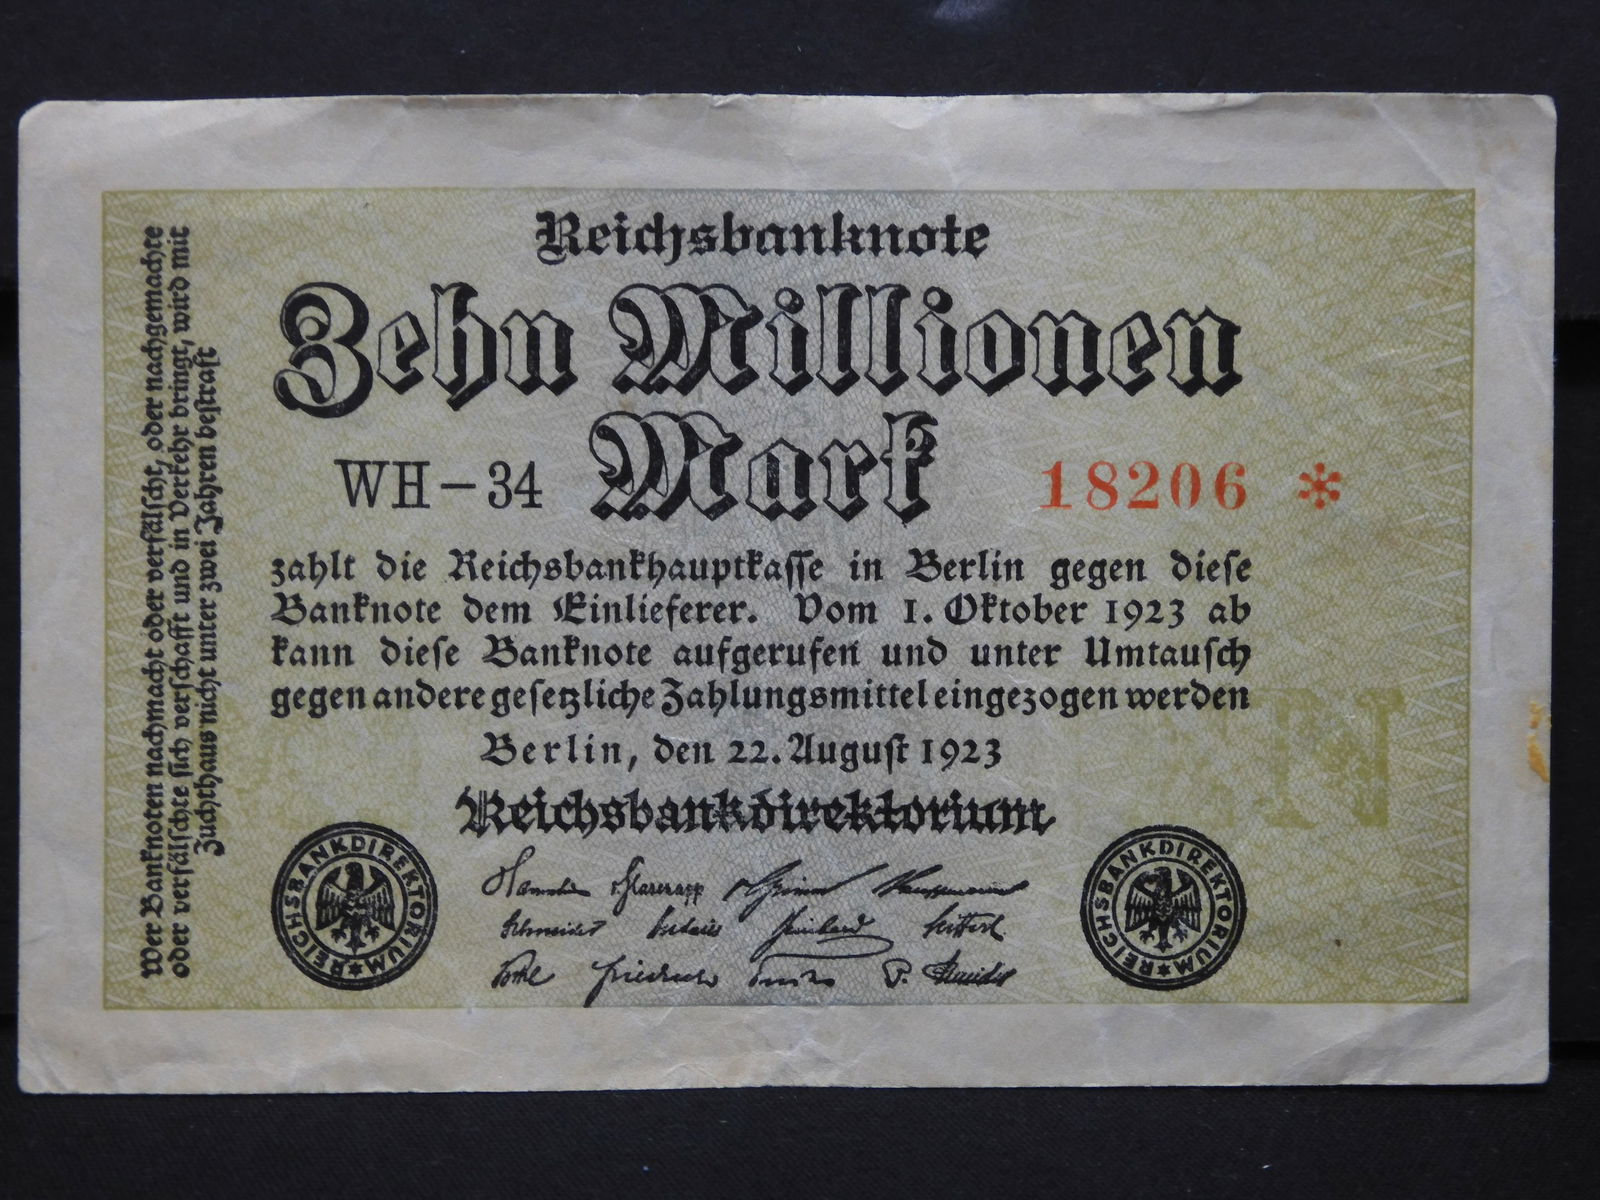 Reichsbanknote
Zehn Millionen
Mark
WH-34
18206 *
zahlt die Reichsbankhauptkasse in Berlin gegen diese
Banknote dem Einlieferer. Vom 1. Oktober 1923 ab
kann diese Banknote aufgerufen und unter Umtausch
gegen andere gesetzliche Zahlungsmittel eingezogen werden
Berlin, den 22. August 1923
Reichsbankdirektorium
REICHSBANKDIREKTORIUM
REICHSBANKDIREKTORIUM
Wer Banknoten nachmacht oder verfälscht, oder nachgemachte
oder verfälschte sich verschafft und in Verkehr bringt, wird mit
Zuchthaus nicht unter zwei Jahren bestraft